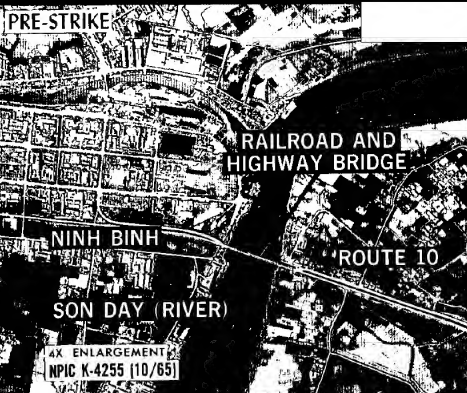 PRE-STRIKE
RAILROAD AND
HIGHWAY BRIDGE
NINH BINH
ROUTE 10
SON DAY (RIVER)
4X ENLARGEMENT
NPIC K-4255 (10/65)